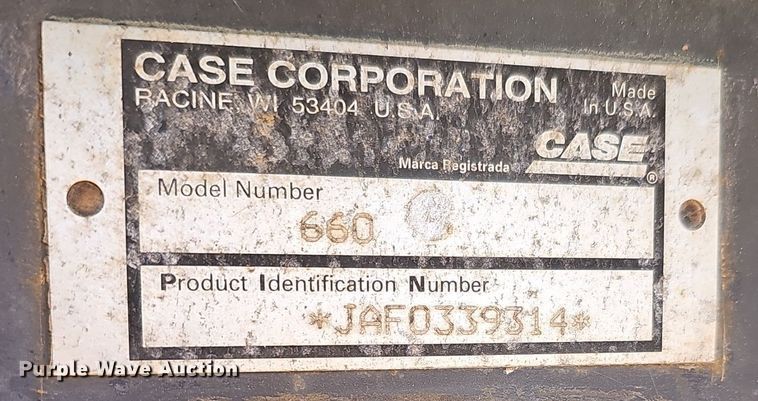 CASE CORPORATION
RACINE WI 53404 U.S.A.
Made
In U.S.A.
CASE
Marca Registrada
®
Model Number
660
Product Identification Number
*JAF0339314*
Purple Wave Auction